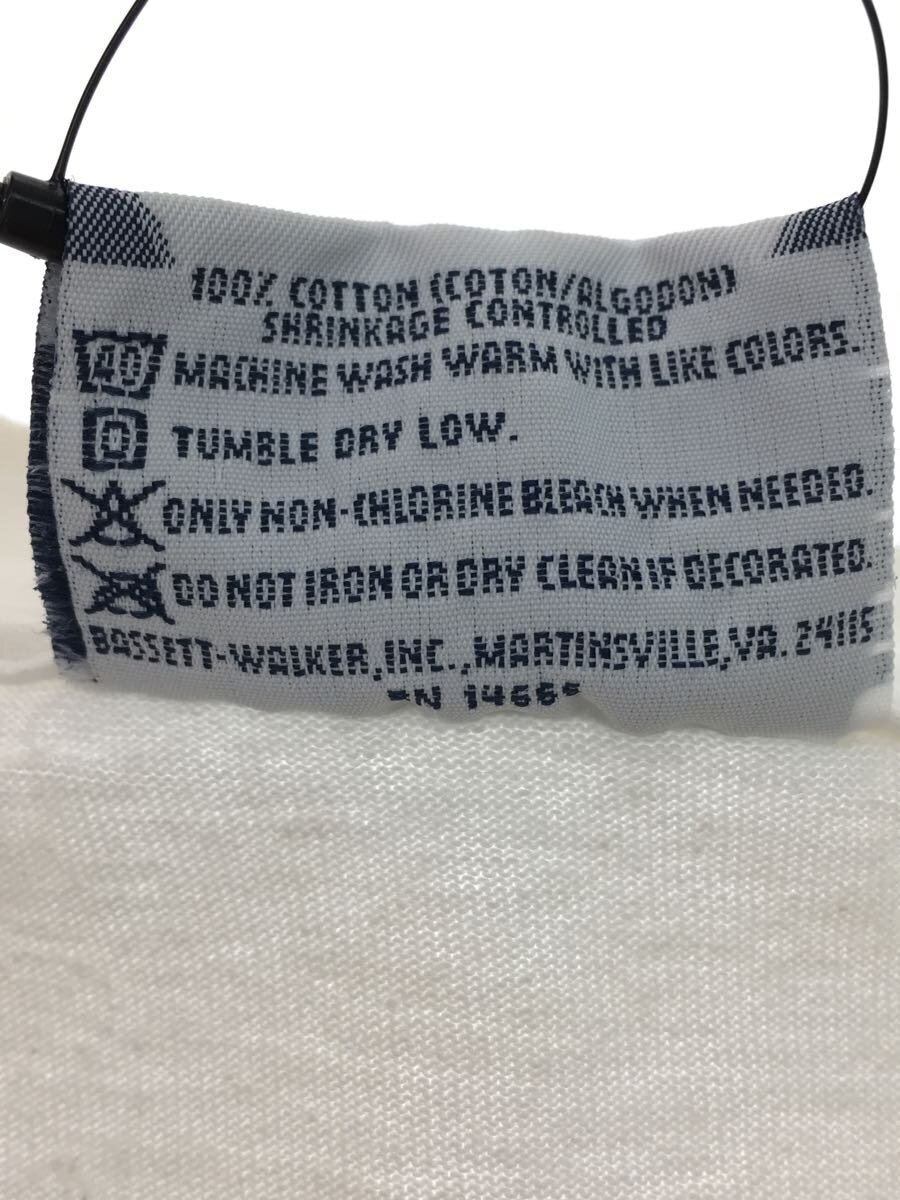 100% COTTON (COTON/ALGODON)
SHRINKAGE CONTROLLED
40 MACHINE WASH WARM WITH LIKE COLORS.
TUMBLE DRY LOW.
ONLY NON-CHLORINE BLEACH WHEN NEEDED.
DO NOT IRON OR DRY CLEAN IF DECORATED.
BASSETT-WALKER, INC., MARTINSVILLE, VA. 24115